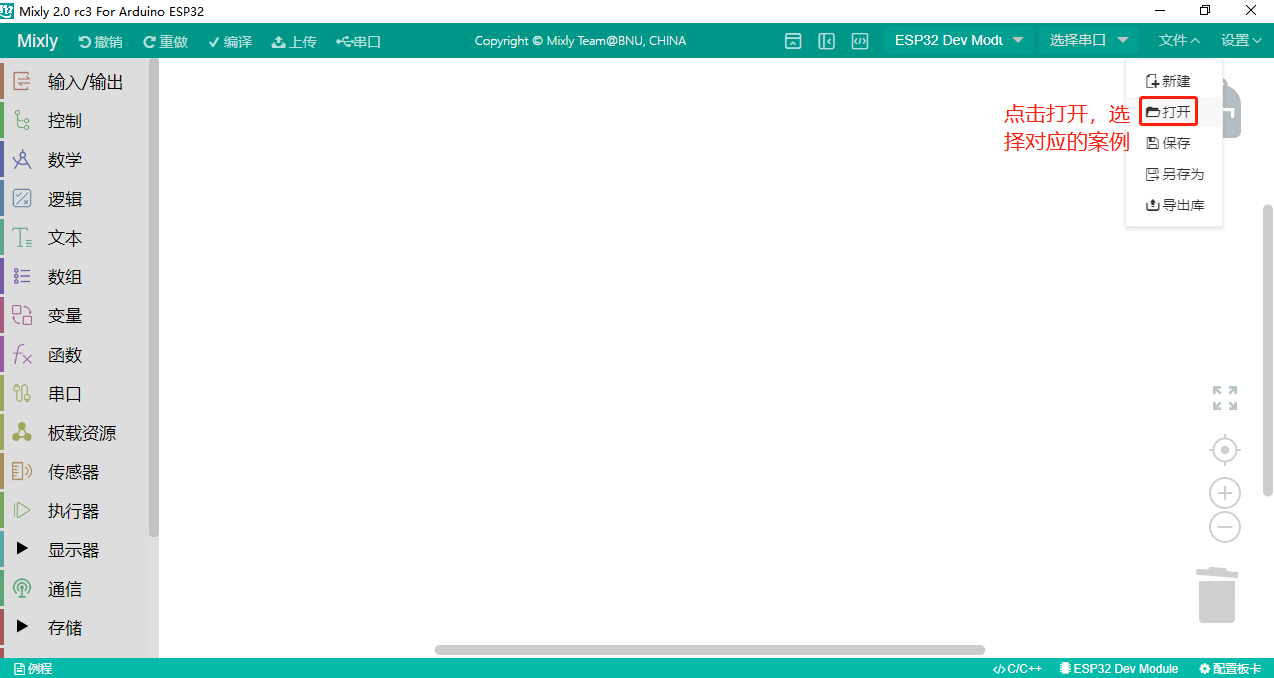 Mixly 2.0 rc3 For Arduino ESP32
Mixly 撤销 重做 编译 上传 串口 Copyright © Mixly Team@BNU, CHINA ESP32 Dev Modu 选择串口 文件 设置
新建
打开
保存
另存为
导出库
点击打开，选
择对应的案例
输入/输出
控制
数学
逻辑
文本
数组
变量
函数
串口
板载资源
传感器
执行器
显示器
通信
存储
例程 C/C++ ESP32 Dev Module 配置板卡